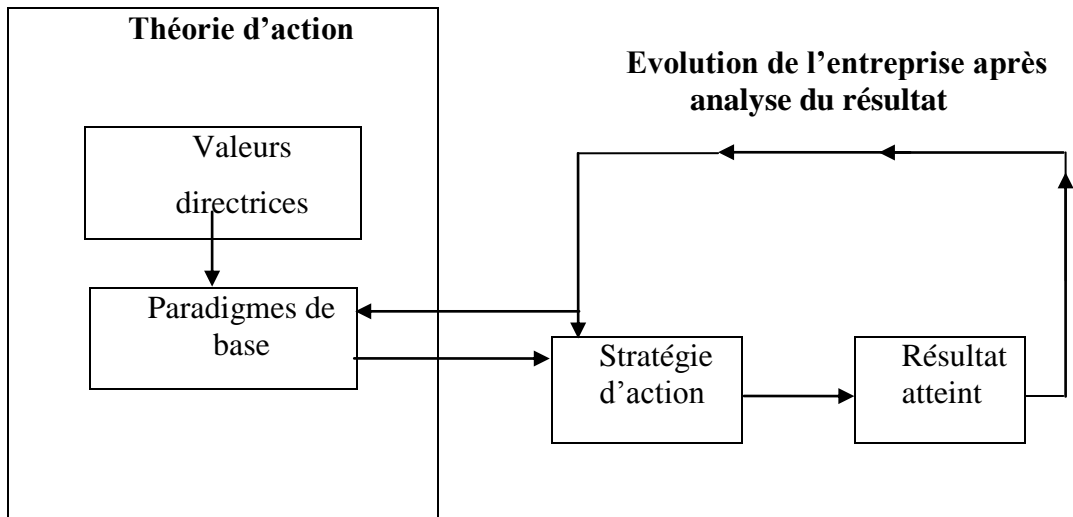 Théorie d’action
Evolution de l’entreprise après
analyse du résultat
Valeurs
directrices
Paradigmes de
base
Stratégie
d’action
Résultat
atteint